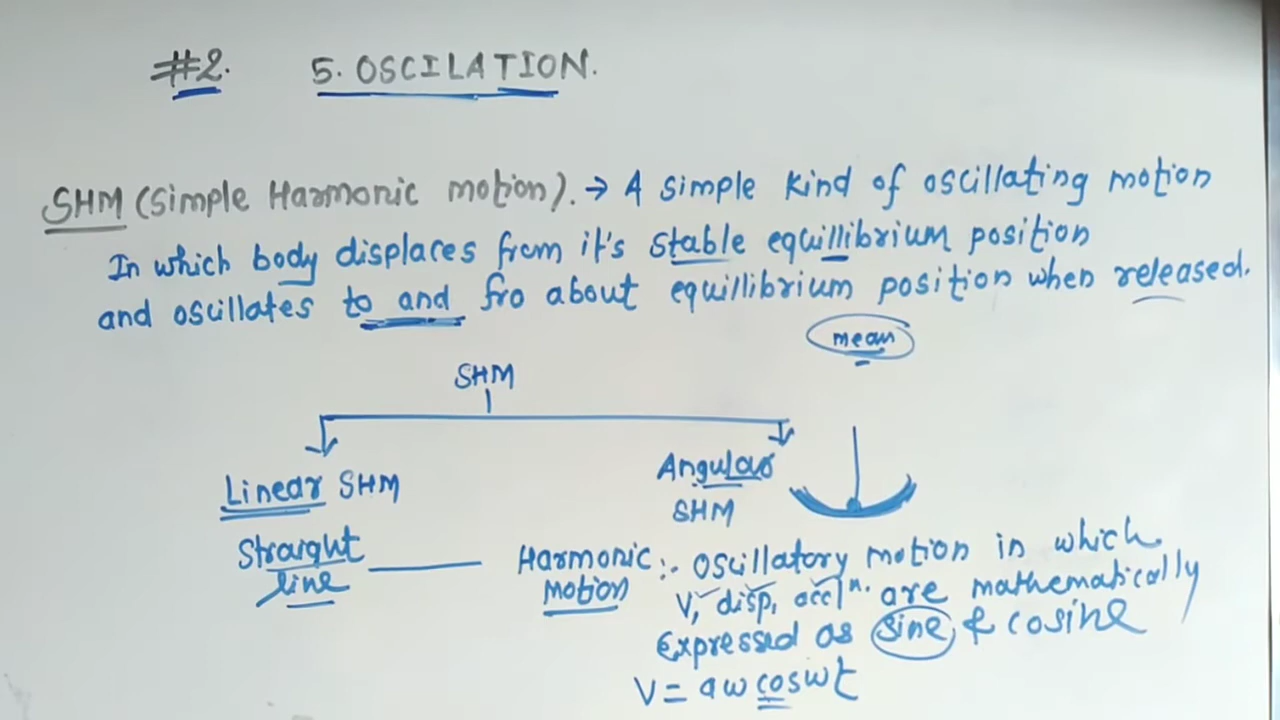 #2. 5. OSCILATION.
SHM (Simple Harmonic motion). → A simple kind of oscillating motion
In which body displaces from it's stable equillibrium position
and oscillates to and fro about equillibrium position when released.
mean
SHM
Linear SHM
Straight
line
Angular
SHM
Harmonic :- Oscillatory motion in which
Motion V, disp, accln. are mathematically
Expressed as sine & cosine
V = aw coswt